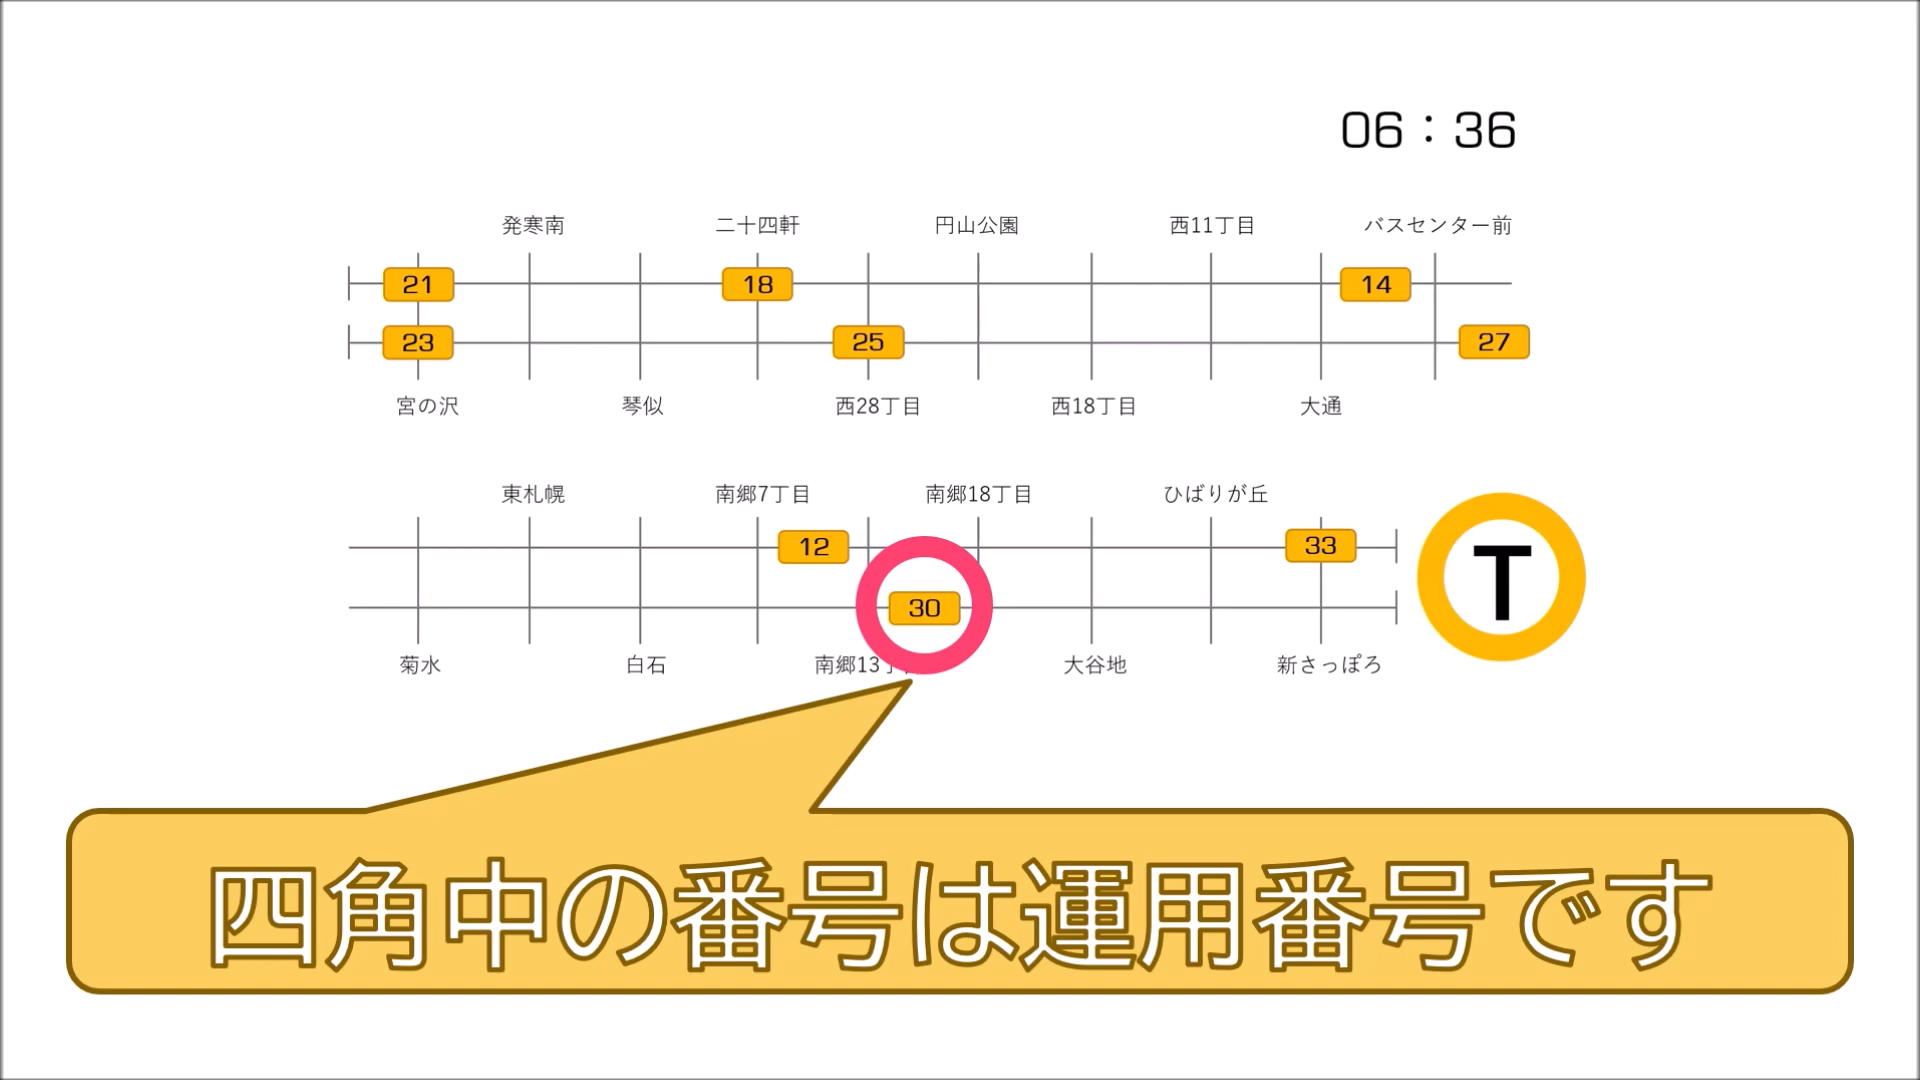 06：36
発寒南 二十四軒 円山公園 西11丁目 バスセンター前
21 18 14
23 25 27
宮の沢 琴似 西28丁目 西18丁目 大通
東札幌 南郷7丁目 南郷18丁目 ひばりが丘
12 33 T
30
菊水 白石 南郷13丁 大谷地 新さっぽろ
四角中の番号は運用番号です